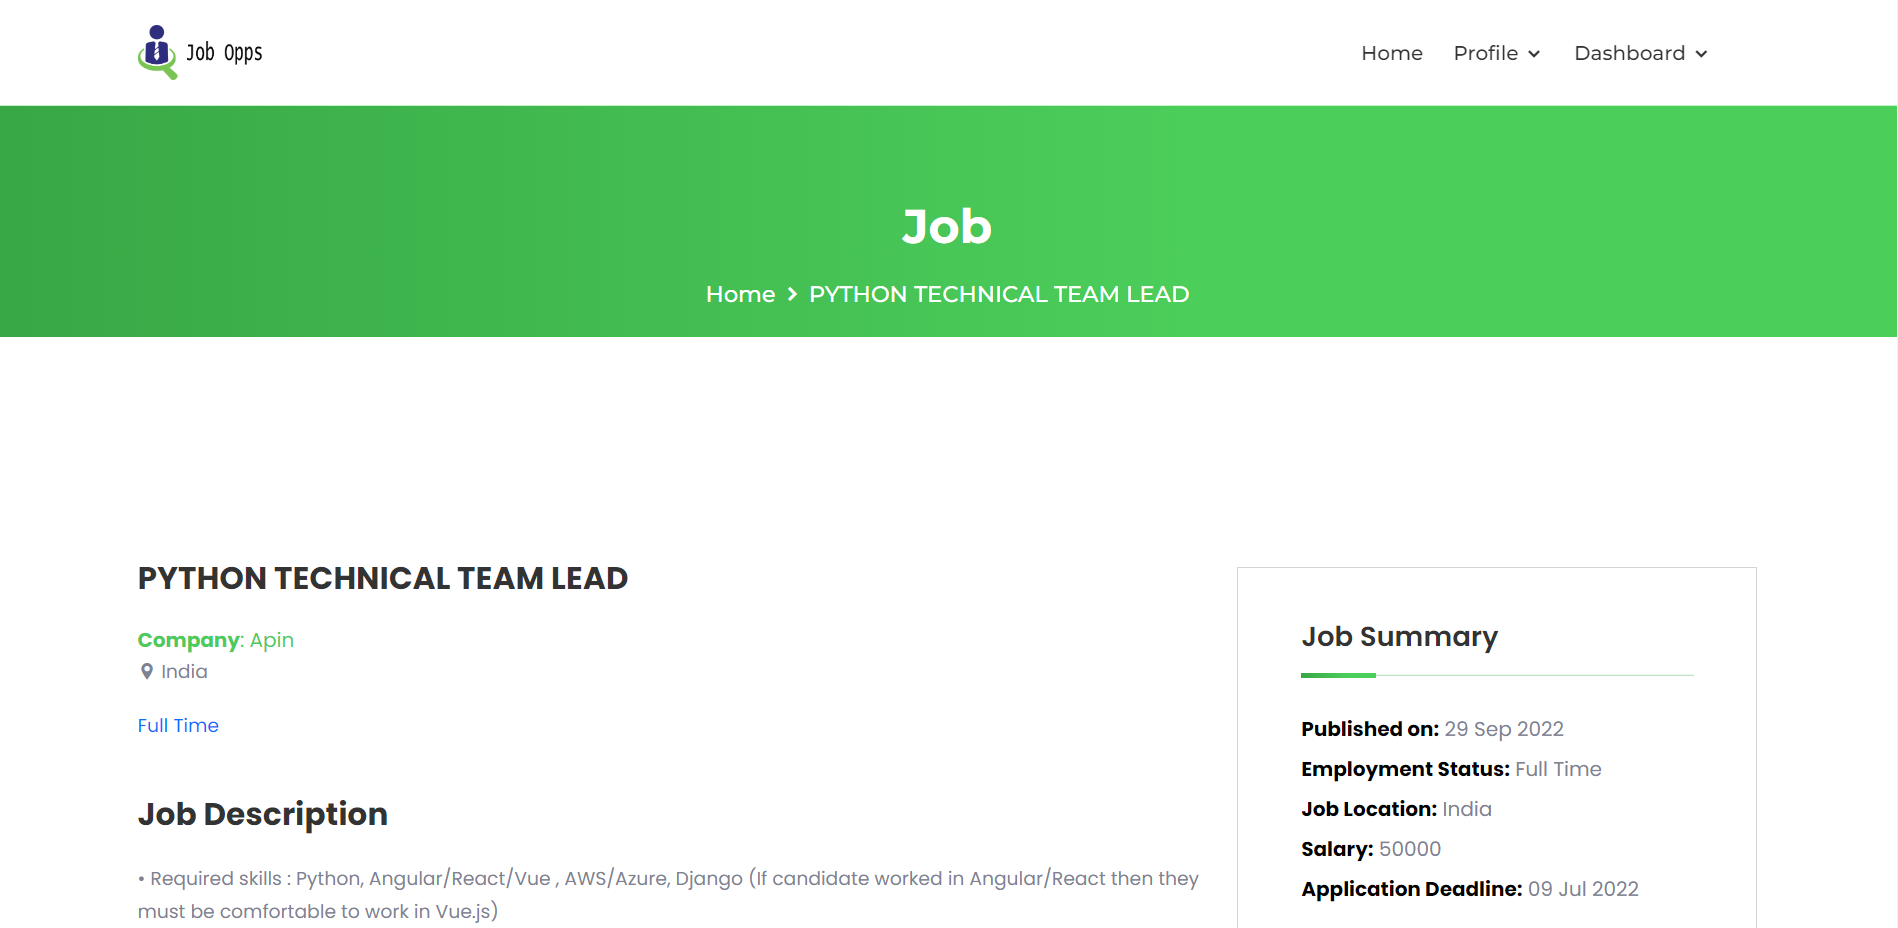 Job Opps
Home Profile Dashboard
Job
Home PYTHON TECHNICAL TEAM LEAD
PYTHON TECHNICAL TEAM LEAD
Company: Apin
India
Full Time
Job Description
• Required skills : Python, Angular/React/Vue , AWS/Azure, Django (If candidate worked in Angular/React then they
must be comfortable to work in Vue.js)
Job Summary
Published on: 29 Sep 2022
Employment Status: Full Time
Job Location: India
Salary: 50000
Application Deadline: 09 Jul 2022